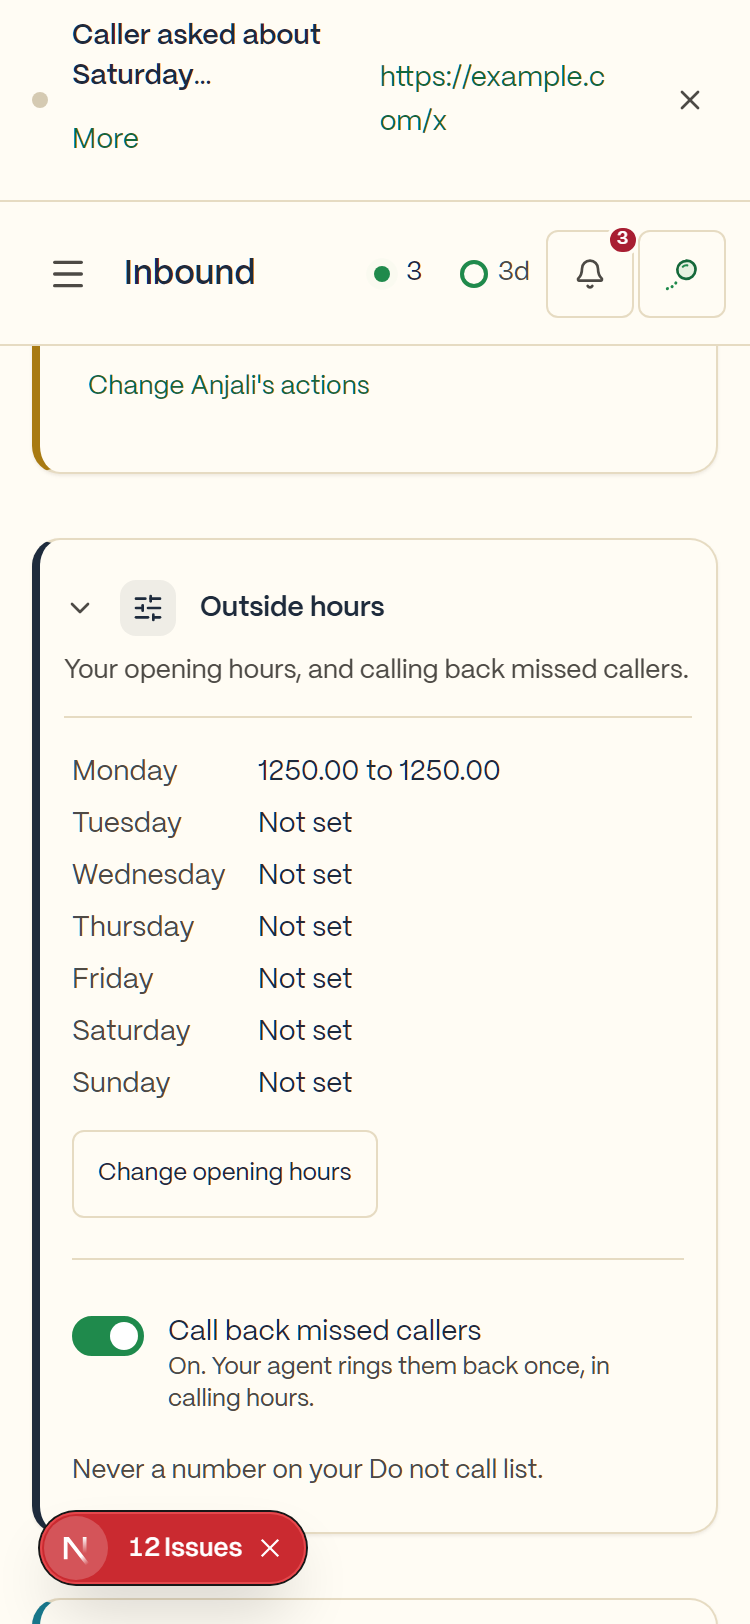 Caller asked about
Saturday...
More
https://example.c
om/x
Inbound
3
3d
3
Change Anjali's actions
Outside hours
Your opening hours, and calling back missed callers.
Monday 1250.00 to 1250.00
Tuesday Not set
Wednesday Not set
Thursday Not set
Friday Not set
Saturday Not set
Sunday Not set
Change opening hours
Call back missed callers
On. Your agent rings them back once, in
calling hours.
Never a number on your Do not call list.
N 12 Issues